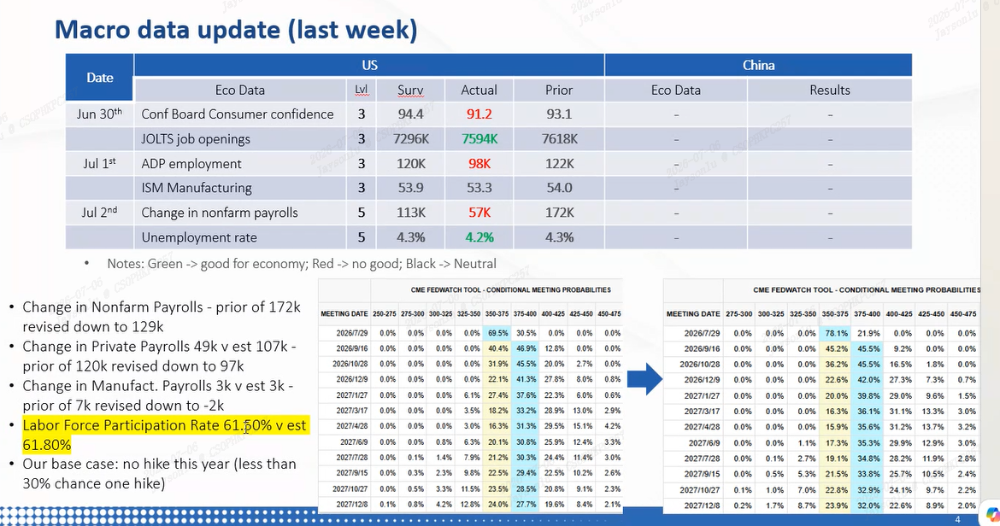 Macro data update (last week)
Date US China
Eco Data Lvl Surv Actual Prior Eco Data Results
Jun 30th Conf Board Consumer confidence 3 94.4 91.2 93.1 - -
JOLTS job openings 3 7296K 7594K 7618K - -
Jul 1st ADP employment 3 120K 98K 122K - -
ISM Manufacturing 3 53.9 53.3 54.0 - -
Jul 2nd Change in nonfarm payrolls 5 113K 57K 172K - -
Unemployment rate 5 4.3% 4.2% 4.3% - -
• Notes: Green -> good for economy; Red -> no good; Black -> Neutral
• Change in Nonfarm Payrolls - prior of 172k
revised down to 129k
• Change in Private Payrolls 49k v est 107k -
prior of 120k revised down to 97k
• Change in Manufact. Payrolls 3k v est 3k -
prior of 7k revised down to -2k
• Labor Force Participation Rate 61.50% v est
61.80%
• Our base case: no hike this year (less than
30% chance one hike)
CME FEDWATCH TOOL - CONDITIONAL MEETING PROBABILITIES
MEETING DATE 250-275 275-300 300-325 325-350 350-375 375-400 400-425 425-450 450-475
2026/7/29 0.0% 0.0% 0.0% 0.0% 69.5% 30.5% 0.0% 0.0% 0.0%
2026/9/16 0.0% 0.0% 0.0% 0.0% 40.4% 46.9% 12.8% 0.0% 0.0%
2026/10/28 0.0% 0.0% 0.0% 0.0% 31.9% 45.5% 20.0% 2.7% 0.0%
2026/12/9 0.0% 0.0% 0.0% 0.0% 22.1% 41.3% 27.8% 8.0% 0.8%
2027/1/27 0.0% 0.0% 0.0% 6.1% 27.4% 37.6% 22.3% 6.0% 0.6%
2027/3/17 0.0% 0.0% 0.0% 3.5% 18.2% 33.2% 28.9% 13.0% 2.9%
2027/4/28 0.0% 0.0% 0.0% 3.0% 16.3% 31.3% 29.5% 15.1% 4.2%
2027/6/9 0.0% 0.0% 0.8% 6.3% 20.1% 30.8% 25.9% 12.4% 3.3%
2027/7/28 0.0% 0.1% 1.4% 7.9% 21.2% 30.3% 24.4% 11.4% 3.0%
2027/9/15 0.0% 0.3% 2.3% 9.8% 22.5% 29.4% 22.5% 10.2% 2.6%
2027/10/27 0.0% 0.5% 3.3% 11.5% 23.5% 28.5% 20.8% 9.1% 2.3%
2027/12/8 0.1% 0.8% 4.2% 12.8% 24.0% 27.7% 19.6% 8.4% 2.1%
CME FEDWATCH TOOL - CONDITIONAL MEETING PROBABILITIES
MEETING DATE 275-300 300-325 325-350 350-375 375-400 400-425 425-450 450-475
2026/7/29 0.0% 0.0% 0.0% 78.1% 21.9% 0.0% 0.0% 0.0%
2026/9/16 0.0% 0.0% 0.0% 45.2% 45.5% 9.2% 0.0% 0.0%
2026/10/28 0.0% 0.0% 0.0% 36.2% 45.5% 16.5% 1.8% 0.0%
2026/12/9 0.0% 0.0% 0.0% 22.6% 42.0% 27.3% 7.3% 0.7%
2027/1/27 0.0% 0.0% 0.0% 20.0% 39.8% 29.0% 9.6% 1.5%
2027/3/17 0.0% 0.0% 0.0% 16.3% 36.1% 31.1% 13.3% 3.0%
2027/4/28 0.0% 0.0% 0.0% 15.9% 35.6% 31.2% 13.7% 3.2%
2027/6/9 0.0% 0.0% 1.1% 17.3% 35.3% 29.9% 12.9% 3.0%
2027/7/28 0.0% 0.1% 2.7% 19.1% 34.8% 28.2% 11.9% 2.8%
2027/9/15 0.0% 0.5% 5.3% 21.5% 33.8% 25.7% 10.5% 2.4%
2027/10/27 0.1% 1.0% 7.0% 22.8% 32.9% 24.1% 9.7% 2.2%
2027/12/8 0.2% 1.7% 8.7% 23.9% 32.0% 22.6% 8.9% 2.0%
4